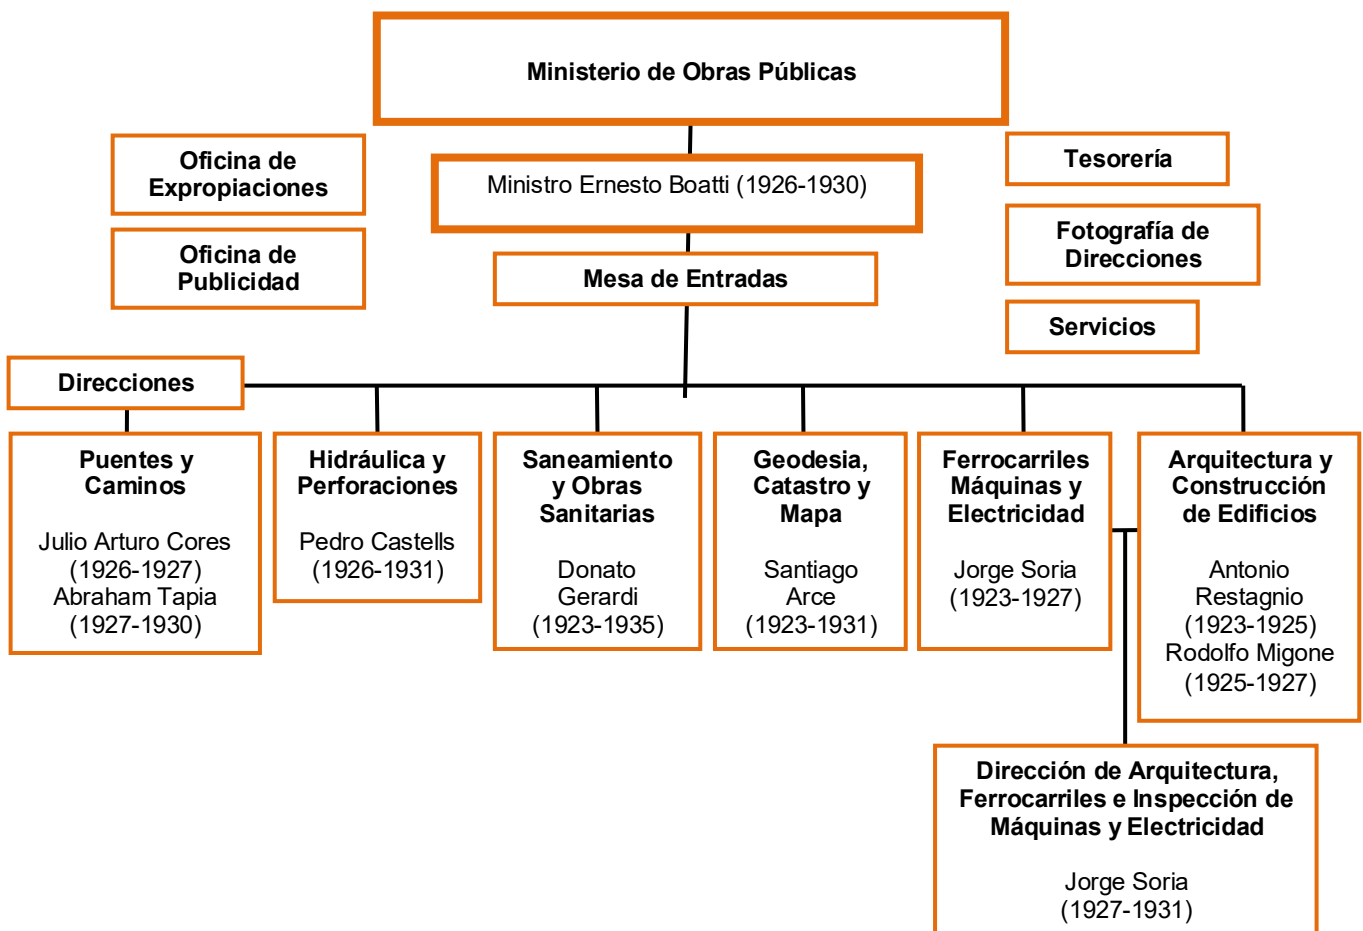 Ministerio de Obras Públicas
Oficina de
Expropiaciones
Ministro Ernesto Boatti (1926-1930)
Tesorería
Oficina de
Publicidad
Fotografía de
Direcciones
Mesa de Entradas
Servicios
Direcciones
Puentes y
Caminos
Julio Arturo Cores
(1926-1927)
Abraham Tapia
(1927-1930)
Hidráulica y
Perforaciones
Pedro Castells
(1926-1931)
Saneamiento
y Obras
Sanitarias
Donato
Gerardi
(1923-1935)
Geodesia,
Catastro y
Mapa
Santiago
Arce
(1923-1931)
Ferrocarriles
Máquinas y
Electricidad
Jorge Soria
(1923-1927)
Arquitectura y
Construcción
de Edificios
Antonio
Restagnio
(1923-1925)
Rodolfo Migone
(1925-1927)
Dirección de Arquitectura,
Ferrocarriles e Inspección de
Máquinas y Electricidad
Jorge Soria
(1927-1931)